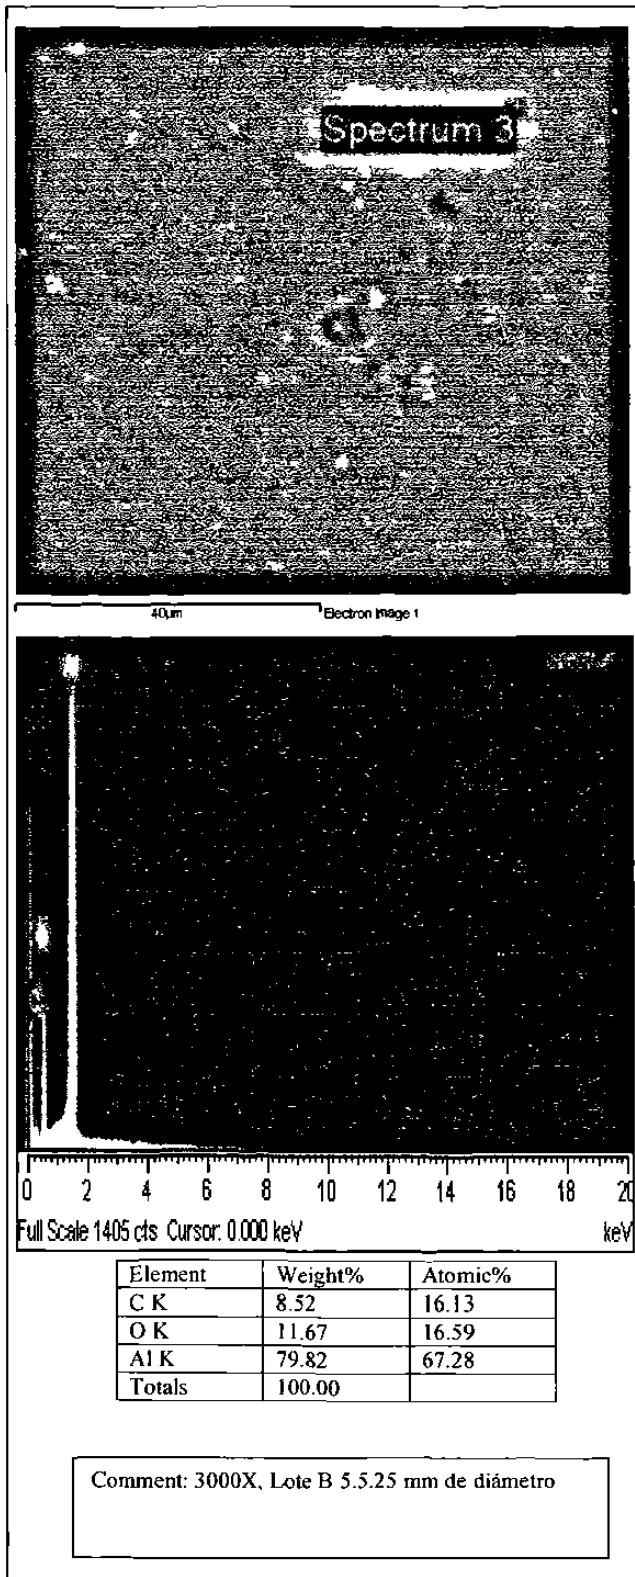 Spectrum 3
40µm Electron Image 1
0 2 4 6 8 10 12 14 16 18 20
Full Scale 1405 cts Cursor: 0.000 keV keV
Element Weight% Atomic%
C K 8.52 16.13
O K 11.67 16.59
Al K 79.82 67.28
Totals 100.00
Comment: 3000X, Lote B 5.5.25 mm de diámetro